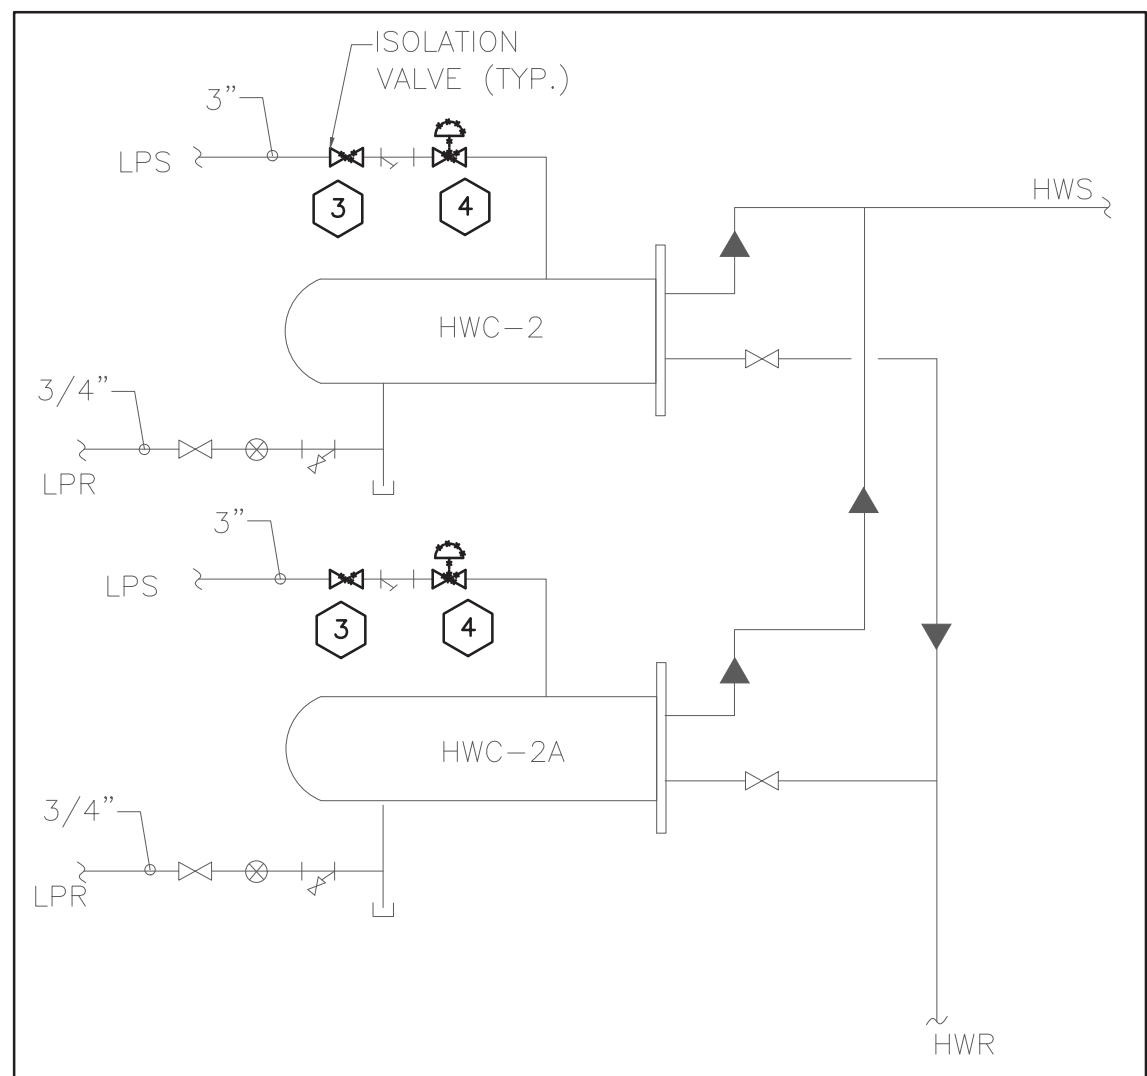 ISOLATION
VALVE (TYP.)
3”
LPS
3
4
HWS
HWC-2
3/4”
LPR
3”
LPS
3
4
HWC-2A
3/4”
LPR
HWR